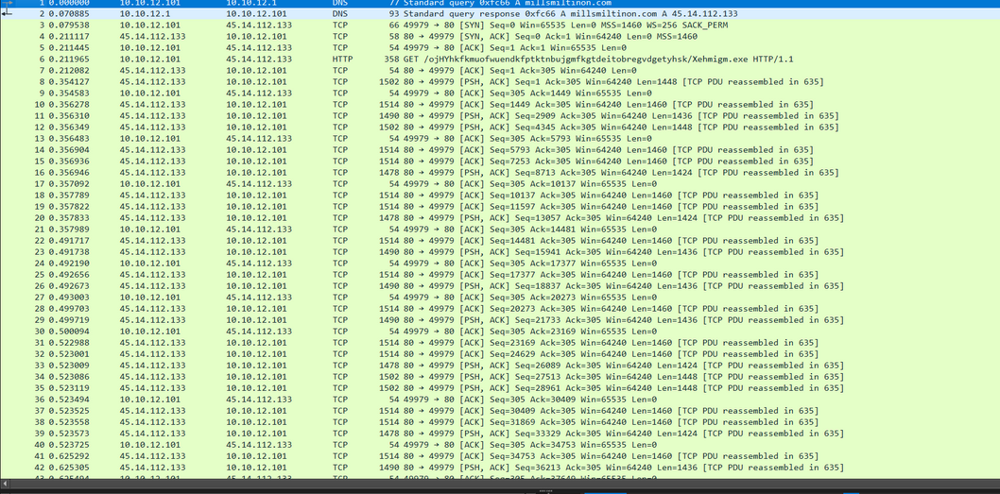 1 0.000000 10.10.12.101 10.10.12.1 DNS 77 Standard query 0xfc66 A millsmiltinon.com
2 0.070885 10.10.12.1 10.10.12.101 DNS 93 Standard query response 0xfc66 A millsmiltinon.com A 45.14.112.133
3 0.079538 10.10.12.101 45.14.112.133 TCP 66 49979 → 80 [SYN] Seq=0 Win=65535 Len=0 MSS=1460 WS=256 SACK_PERM
4 0.211117 45.14.112.133 10.10.12.101 TCP 58 80 → 49979 [SYN, ACK] Seq=0 Ack=1 Win=64240 Len=0 MSS=1460
5 0.211445 10.10.12.101 45.14.112.133 TCP 54 49979 → 80 [ACK] Seq=1 Ack=1 Win=65535 Len=0
6 0.211965 10.10.12.101 45.14.112.133 HTTP 358 GET /ojHYhkfkmuofwuendkfptktnbujgmfkgtdeitobregvdgetyhsk/Xehmigm.exe HTTP/1.1
7 0.212082 45.14.112.133 10.10.12.101 TCP 54 80 → 49979 [ACK] Seq=1 Ack=305 Win=64240 Len=0
8 0.354127 45.14.112.133 10.10.12.101 TCP 1502 80 → 49979 [PSH, ACK] Seq=1 Ack=305 Win=64240 Len=1448 [TCP PDU reassembled in 635]
9 0.354583 10.10.12.101 45.14.112.133 TCP 54 49979 → 80 [ACK] Seq=305 Ack=1449 Win=65535 Len=0
10 0.356278 45.14.112.133 10.10.12.101 TCP 1514 80 → 49979 [ACK] Seq=1449 Ack=305 Win=64240 Len=1460 [TCP PDU reassembled in 635]
11 0.356310 45.14.112.133 10.10.12.101 TCP 1490 80 → 49979 [PSH, ACK] Seq=2909 Ack=305 Win=64240 Len=1436 [TCP PDU reassembled in 635]
12 0.356349 45.14.112.133 10.10.12.101 TCP 1502 80 → 49979 [PSH, ACK] Seq=4345 Ack=305 Win=64240 Len=1448 [TCP PDU reassembled in 635]
13 0.356483 10.10.12.101 45.14.112.133 TCP 54 49979 → 80 [ACK] Seq=305 Ack=5793 Win=65535 Len=0
14 0.356904 45.14.112.133 10.10.12.101 TCP 1514 80 → 49979 [ACK] Seq=5793 Ack=305 Win=64240 Len=1460 [TCP PDU reassembled in 635]
15 0.356936 45.14.112.133 10.10.12.101 TCP 1514 80 → 49979 [ACK] Seq=7253 Ack=305 Win=64240 Len=1460 [TCP PDU reassembled in 635]
16 0.356946 45.14.112.133 10.10.12.101 TCP 1478 80 → 49979 [PSH, ACK] Seq=8713 Ack=305 Win=64240 Len=1424 [TCP PDU reassembled in 635]
17 0.357092 10.10.12.101 45.14.112.133 TCP 54 49979 → 80 [ACK] Seq=305 Ack=10137 Win=65535 Len=0
18 0.357789 45.14.112.133 10.10.12.101 TCP 1514 80 → 49979 [ACK] Seq=10137 Ack=305 Win=64240 Len=1460 [TCP PDU reassembled in 635]
19 0.357822 45.14.112.133 10.10.12.101 TCP 1514 80 → 49979 [ACK] Seq=11597 Ack=305 Win=64240 Len=1460 [TCP PDU reassembled in 635]
20 0.357833 45.14.112.133 10.10.12.101 TCP 1478 80 → 49979 [PSH, ACK] Seq=13057 Ack=305 Win=64240 Len=1424 [TCP PDU reassembled in 635]
21 0.357989 10.10.12.101 45.14.112.133 TCP 54 49979 → 80 [ACK] Seq=305 Ack=14481 Win=65535 Len=0
22 0.491717 45.14.112.133 10.10.12.101 TCP 1514 80 → 49979 [ACK] Seq=14481 Ack=305 Win=64240 Len=1460 [TCP PDU reassembled in 635]
23 0.491738 45.14.112.133 10.10.12.101 TCP 1490 80 → 49979 [PSH, ACK] Seq=15941 Ack=305 Win=64240 Len=1436 [TCP PDU reassembled in 635]
24 0.492190 10.10.12.101 45.14.112.133 TCP 54 49979 → 80 [ACK] Seq=305 Ack=17377 Win=65535 Len=0
25 0.492656 45.14.112.133 10.10.12.101 TCP 1514 80 → 49979 [ACK] Seq=17377 Ack=305 Win=64240 Len=1460 [TCP PDU reassembled in 635]
26 0.492673 45.14.112.133 10.10.12.101 TCP 1490 80 → 49979 [PSH, ACK] Seq=18837 Ack=305 Win=64240 Len=1436 [TCP PDU reassembled in 635]
27 0.493003 10.10.12.101 45.14.112.133 TCP 54 49979 → 80 [ACK] Seq=305 Ack=20273 Win=65535 Len=0
28 0.499703 45.14.112.133 10.10.12.101 TCP 1514 80 → 49979 [ACK] Seq=20273 Ack=305 Win=64240 Len=1460 [TCP PDU reassembled in 635]
29 0.499719 45.14.112.133 10.10.12.101 TCP 1490 80 → 49979 [PSH, ACK] Seq=21733 Ack=305 Win=64240 Len=1436 [TCP PDU reassembled in 635]
30 0.500094 10.10.12.101 45.14.112.133 TCP 54 49979 → 80 [ACK] Seq=305 Ack=23169 Win=65535 Len=0
31 0.522988 45.14.112.133 10.10.12.101 TCP 1514 80 → 49979 [ACK] Seq=23169 Ack=305 Win=64240 Len=1460 [TCP PDU reassembled in 635]
32 0.523001 45.14.112.133 10.10.12.101 TCP 1514 80 → 49979 [ACK] Seq=24629 Ack=305 Win=64240 Len=1460 [TCP PDU reassembled in 635]
33 0.523009 45.14.112.133 10.10.12.101 TCP 1478 80 → 49979 [PSH, ACK] Seq=26089 Ack=305 Win=64240 Len=1424 [TCP PDU reassembled in 635]
34 0.523086 45.14.112.133 10.10.12.101 TCP 1502 80 → 49979 [PSH, ACK] Seq=27513 Ack=305 Win=64240 Len=1448 [TCP PDU reassembled in 635]
35 0.523119 45.14.112.133 10.10.12.101 TCP 1502 80 → 49979 [PSH, ACK] Seq=28961 Ack=305 Win=64240 Len=1448 [TCP PDU reassembled in 635]
36 0.523494 10.10.12.101 45.14.112.133 TCP 54 49979 → 80 [ACK] Seq=305 Ack=30409 Win=65535 Len=0
37 0.523525 45.14.112.133 10.10.12.101 TCP 1514 80 → 49979 [ACK] Seq=30409 Ack=305 Win=64240 Len=1460 [TCP PDU reassembled in 635]
38 0.523558 45.14.112.133 10.10.12.101 TCP 1514 80 → 49979 [ACK] Seq=31869 Ack=305 Win=64240 Len=1460 [TCP PDU reassembled in 635]
39 0.523573 45.14.112.133 10.10.12.101 TCP 1478 80 → 49979 [PSH, ACK] Seq=33329 Ack=305 Win=64240 Len=1424 [TCP PDU reassembled in 635]
40 0.523725 10.10.12.101 45.14.112.133 TCP 54 49979 → 80 [ACK] Seq=305 Ack=34753 Win=65535 Len=0
41 0.625292 45.14.112.133 10.10.12.101 TCP 1514 80 → 49979 [ACK] Seq=34753 Ack=305 Win=64240 Len=1460 [TCP PDU reassembled in 635]
42 0.625305 45.14.112.133 10.10.12.101 TCP 1490 80 → 49979 [PSH, ACK] Seq=36213 Ack=305 Win=64240 Len=1436 [TCP PDU reassembled in 635]